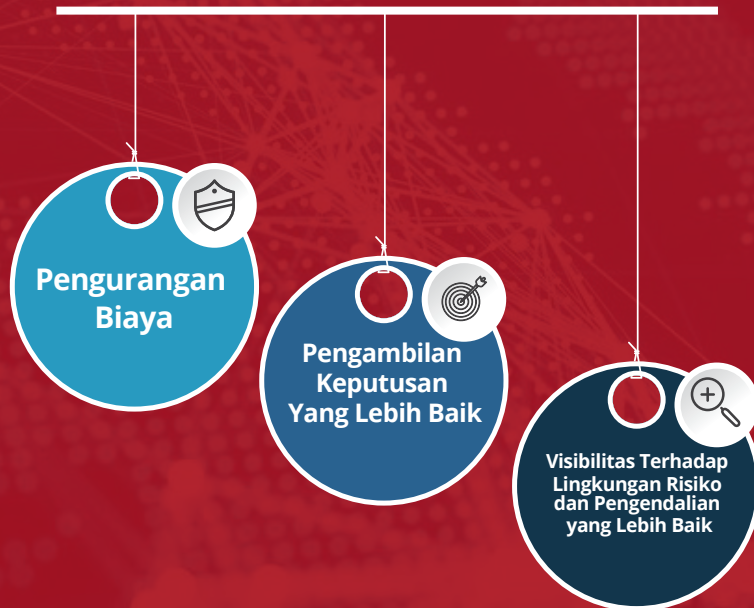 Pengurangan
Biaya
Pengambilan
Keputusan
Yang Lebih Baik
Visibilitas Terhadap
Lingkungan Risiko
dan Pengendalian
yang Lebih Baik